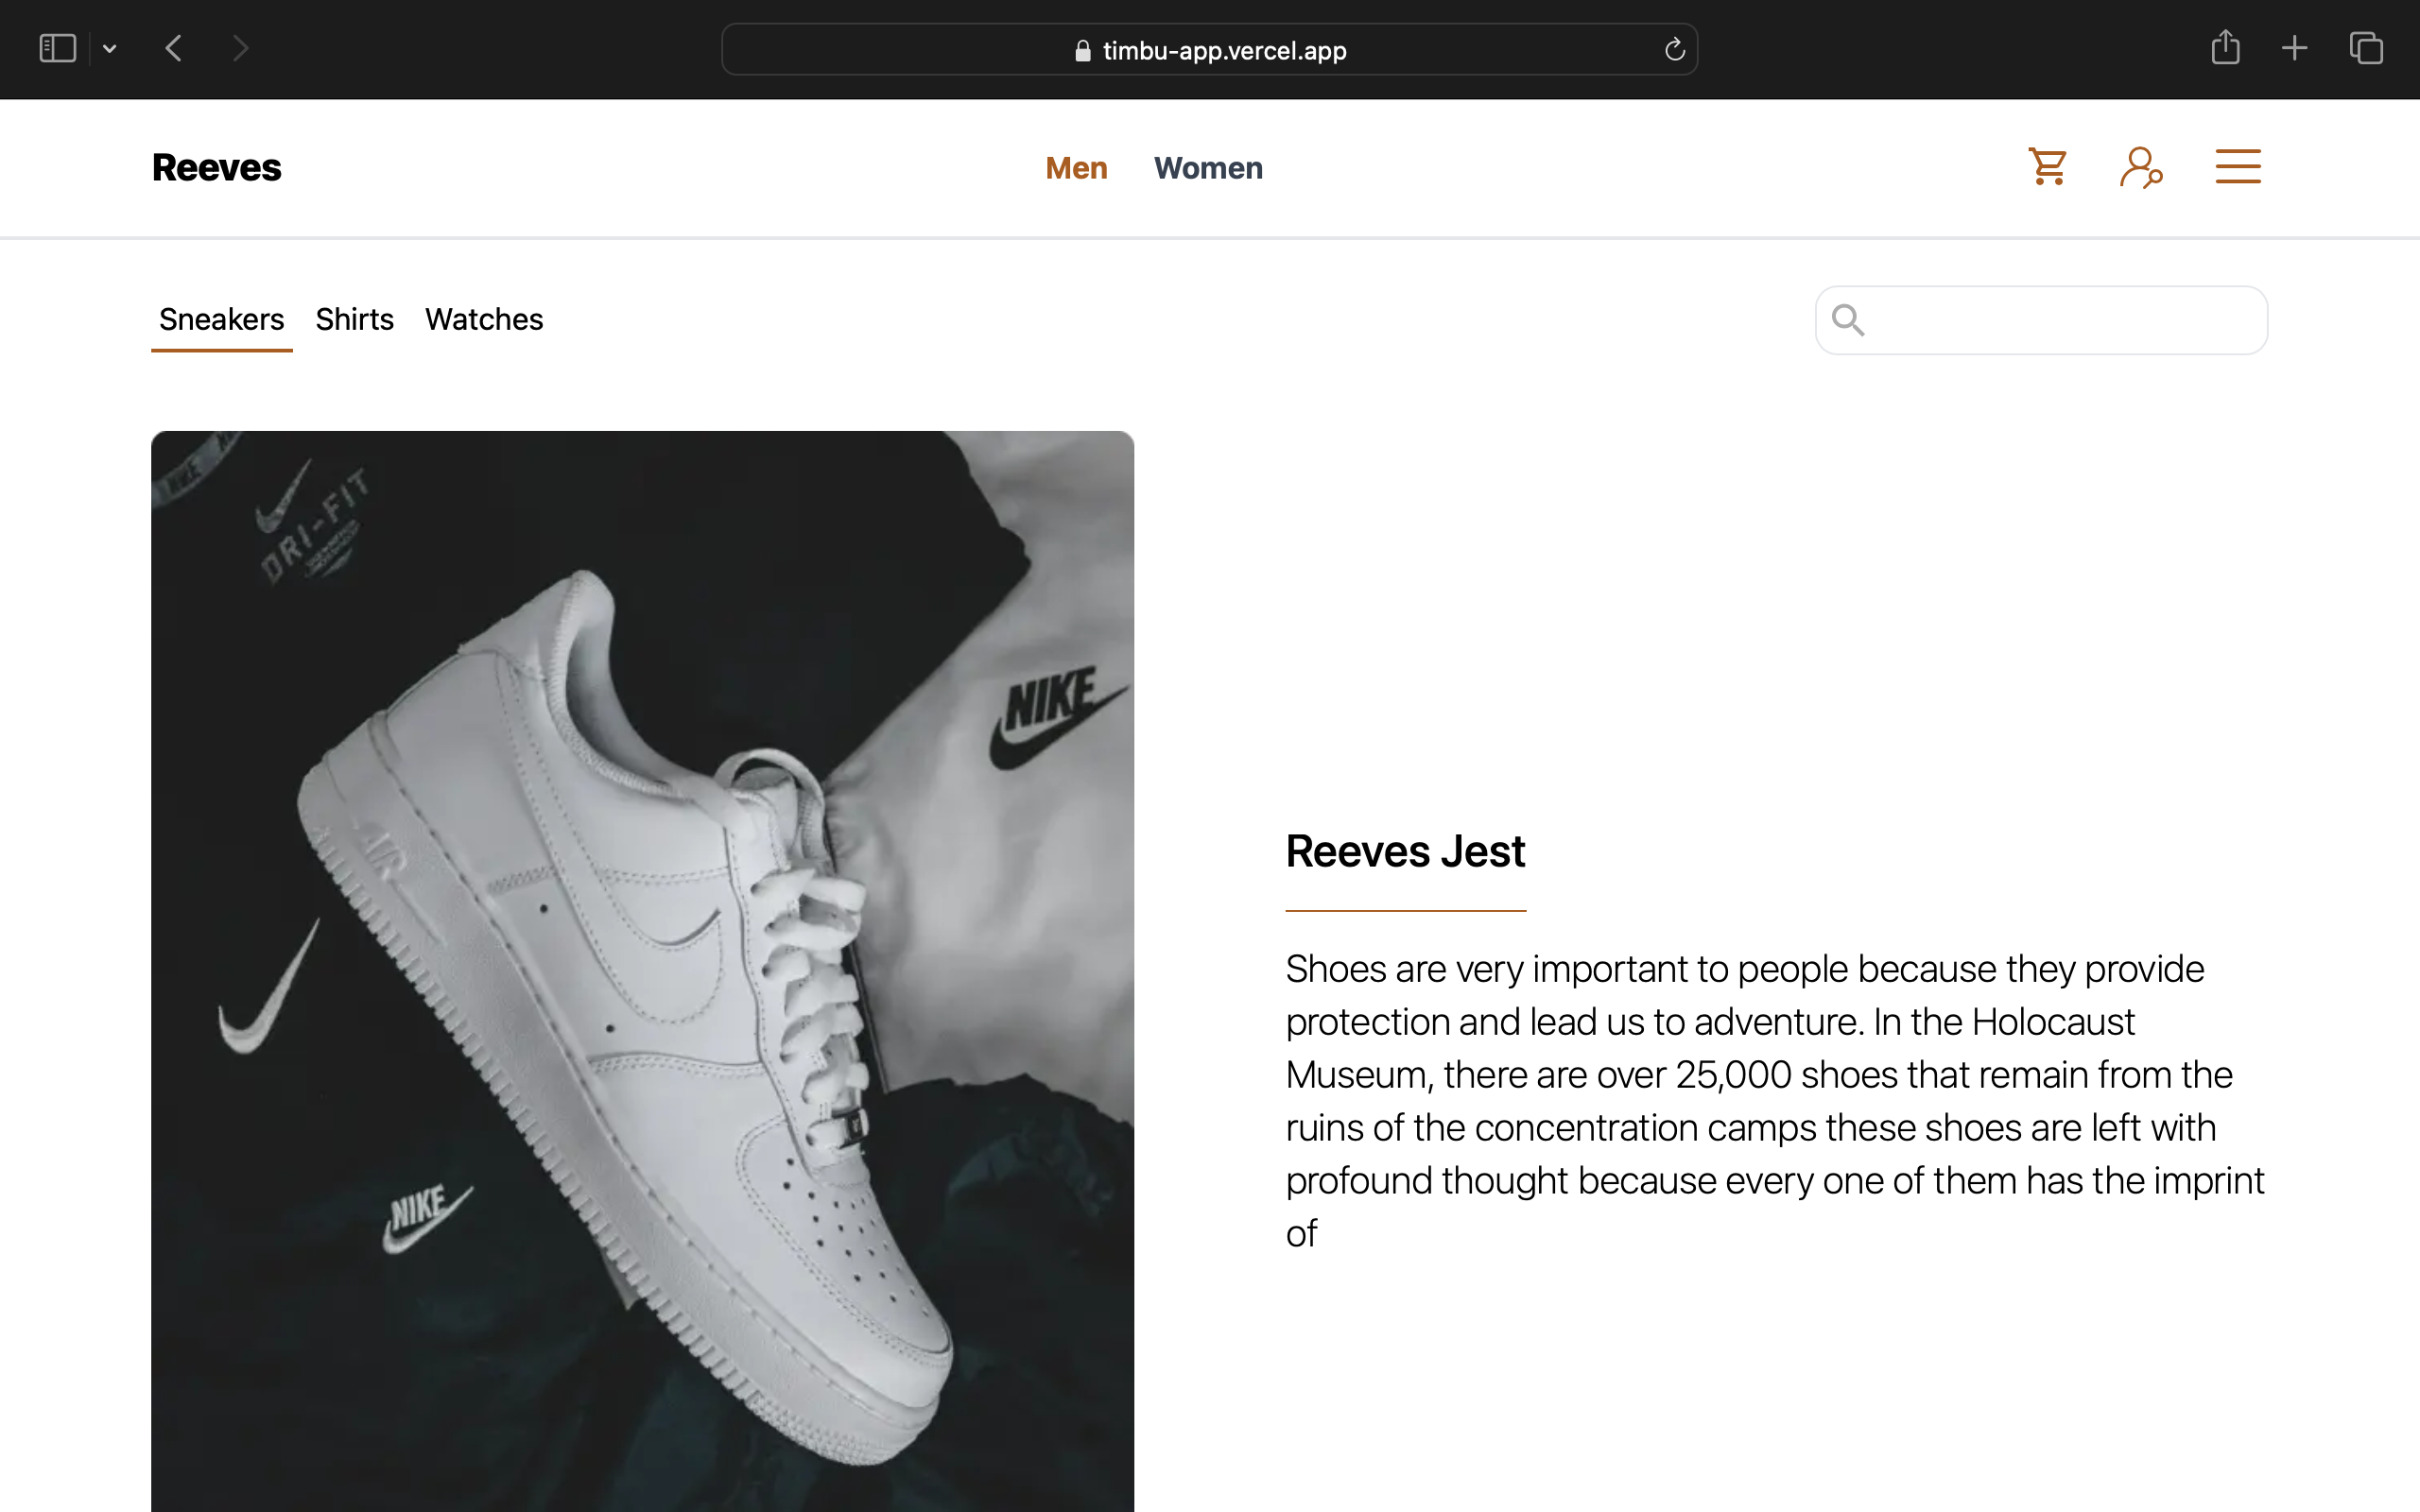 timbu-app.vercel.app
Reeves
Men Women
Sneakers Shirts Watches
DRI-FIT
NIKE
AIR
NIKE
Reeves Jest
Shoes are very important to people because they provide
protection and lead us to adventure. In the Holocaust
Museum, there are over 25,000 shoes that remain from the
ruins of the concentration camps these shoes are left with
profound thought because every one of them has the imprint
of